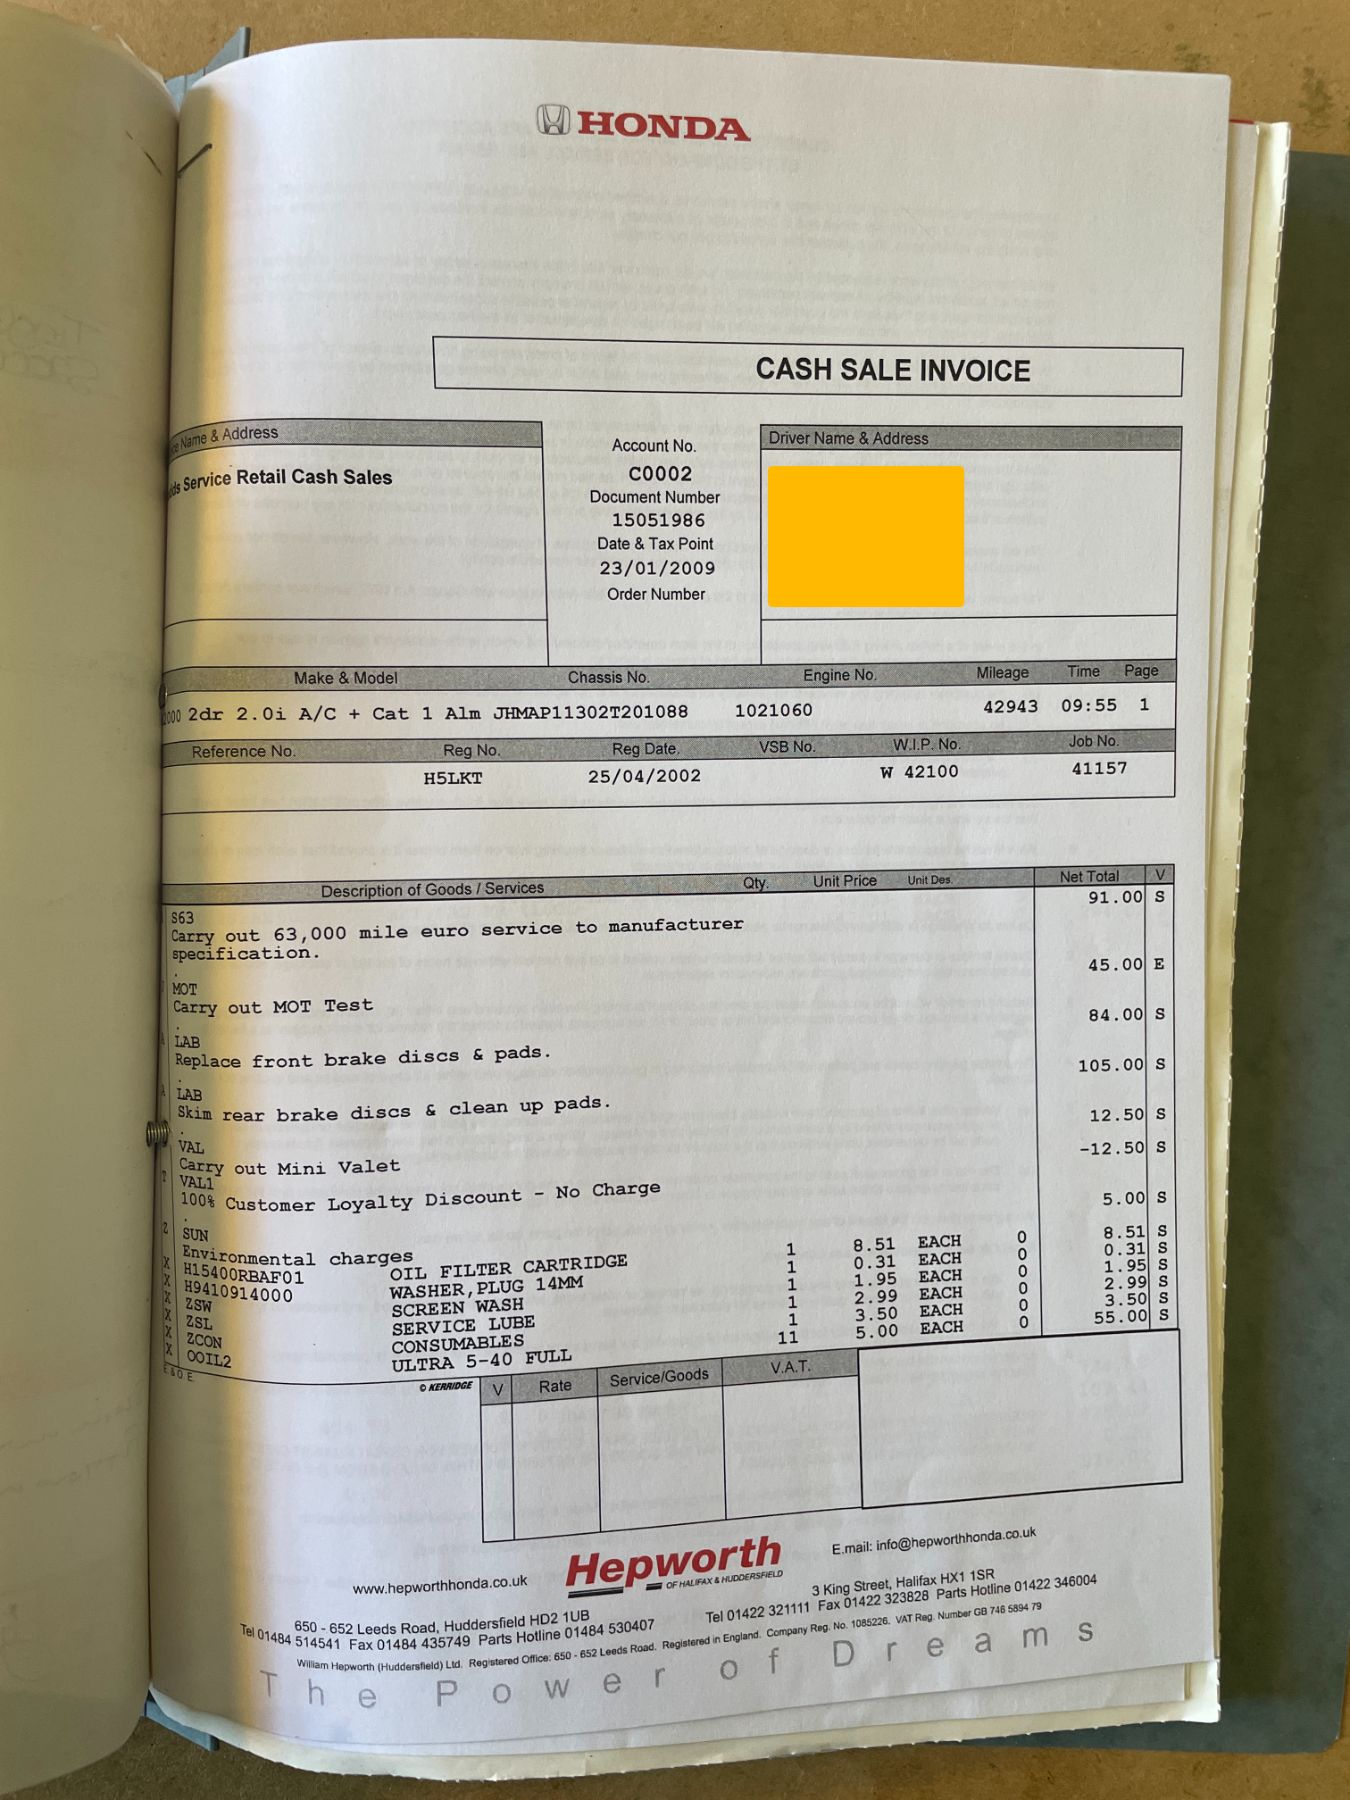 HONDA
CASH SALE INVOICE
Name & Address
Service Retail Cash Sales
Account No.
C0002
Document Number
15051986
Date & Tax Point
23/01/2009
Order Number
Driver Name & Address
Make & Model Chassis No. Engine No. Mileage Time Page
2dr 2.0i A/C + Cat 1 Alm JHMAP11302T201088 1021060 42943 09:55 1
Reference No. Reg No. Reg Date. VSB No. W.I.P. No. Job No.
H5LKT 25/04/2002 W 42100 41157
Description of Goods / Services Qty. Unit Price Unit Des. Net Total V
S63 91.00 S
Carry out 63,000 mile euro service to manufacturer
specification.
.
MOT 45.00 E
Carry out MOT Test
.
LAB 84.00 S
Replace front brake discs & pads.
.
LAB 105.00 S
Skim rear brake discs & clean up pads.
.
VAL 12.50 S
Carry out Mini Valet
VAL1 -12.50 S
100% Customer Loyalty Discount - No Charge
.
SUN 5.00 S
Environmental charges
X H15400RBAF01 OIL FILTER CARTRIDGE 1 8.51 EACH 0 8.51 S
X H9410914000 WASHER,PLUG 14MM 1 0.31 EACH 0 0.31 S
X ZSW SCREEN WASH 1 1.95 EACH 0 1.95 S
X ZSL SERVICE LUBE 1 2.99 EACH 0 2.99 S
X ZCON CONSUMABLES 1 3.50 EACH 0 3.50 S
X OOIL2 ULTRA 5-40 FULL 11 5.00 EACH 0 55.00 S
E & O E
© KERRIDGE
V Rate Service/Goods V.A.T.
www.hepworthhonda.co.uk
Hepworth
OF HALIFAX & HUDDERSFIELD
E.mail: info@hepworthhonda.co.uk
650 - 652 Leeds Road, Huddersfield HD2 1UB
Tel 01484 514541 Fax 01484 435749 Parts Hotline 01484 530407
3 King Street, Halifax HX1 1SR
Tel 01422 321111 Fax 01422 323828 Parts Hotline 01422 346004
William Hepworth (Huddersfield) Ltd. Registered Office: 650 - 652 Leeds Road. Registered in England. Company Reg. No. 1085226. VAT Reg. Number GB 746 5894 79
The Power of Dreams